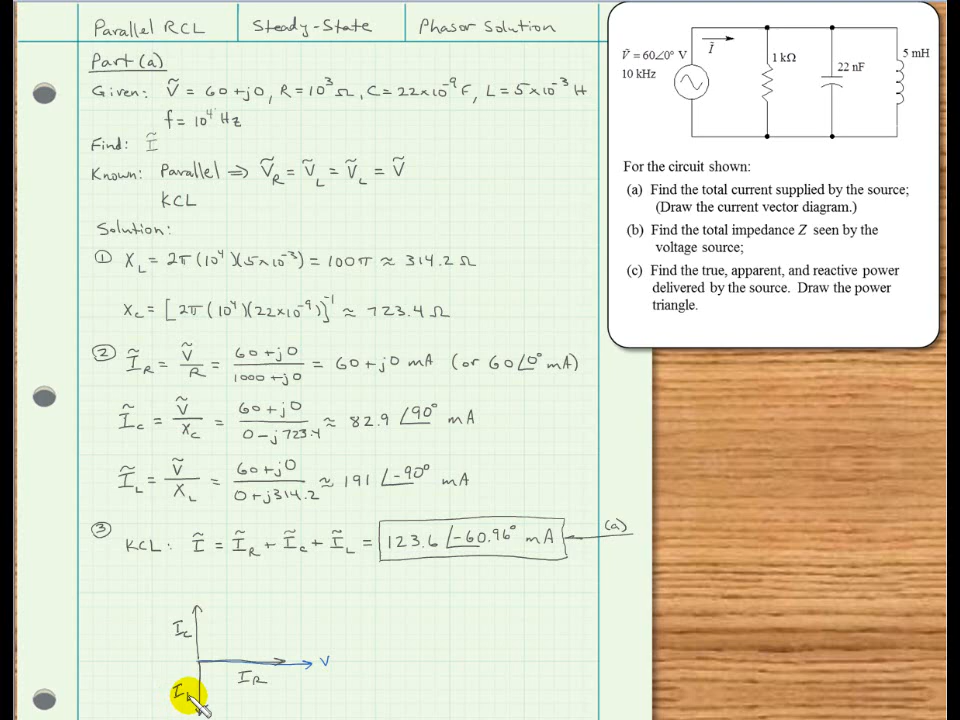 Parallel RCL | Steady-State | Phasor Solution
Part (a)
Given: Ṽ = 60 + j0, R = 10³ Ω, C = 22×10⁻⁹ F, L = 5×10⁻³ H
f = 10⁴ Hz
Find: Ĩ
Known: Parallel ⇒ Ṽ_R = Ṽ_L = Ṽ_L = Ṽ
KCL
Solution:
① X_L = 2π(10⁴)(5×10⁻³) = 100π ≈ 314.2 Ω
X_C = [2π(10⁴)(22×10⁻⁹)]⁻¹ ≈ 723.4 Ω
② Ĩ_R = Ṽ/R = (60 + j0)/(1000 + j0) = 60 + j0 mA (or 60∠0° mA)
Ĩ_C = Ṽ/X_C = (60 + j0)/(0 − j723.4) ≈ 82.9 ∠90° mA
Ĩ_L = Ṽ/X_L = (60 + j0)/(0 + j314.2) ≈ 191 ∠−90° mA
③ KCL: Ĩ = Ĩ_R + Ĩ_C + Ĩ_L = 123.6 ∠−60.96° mA (a)
I_C
V
I_R
I_L
Ṽ = 60∠0° V
10 kHz
Ĩ
1 kΩ
22 nF
5 mH
For the circuit shown:
(a) Find the total current supplied by the source;
(Draw the current vector diagram.)
(b) Find the total impedance Z seen by the
voltage source;
(c) Find the true, apparent, and reactive power
delivered by the source. Draw the power
triangle.